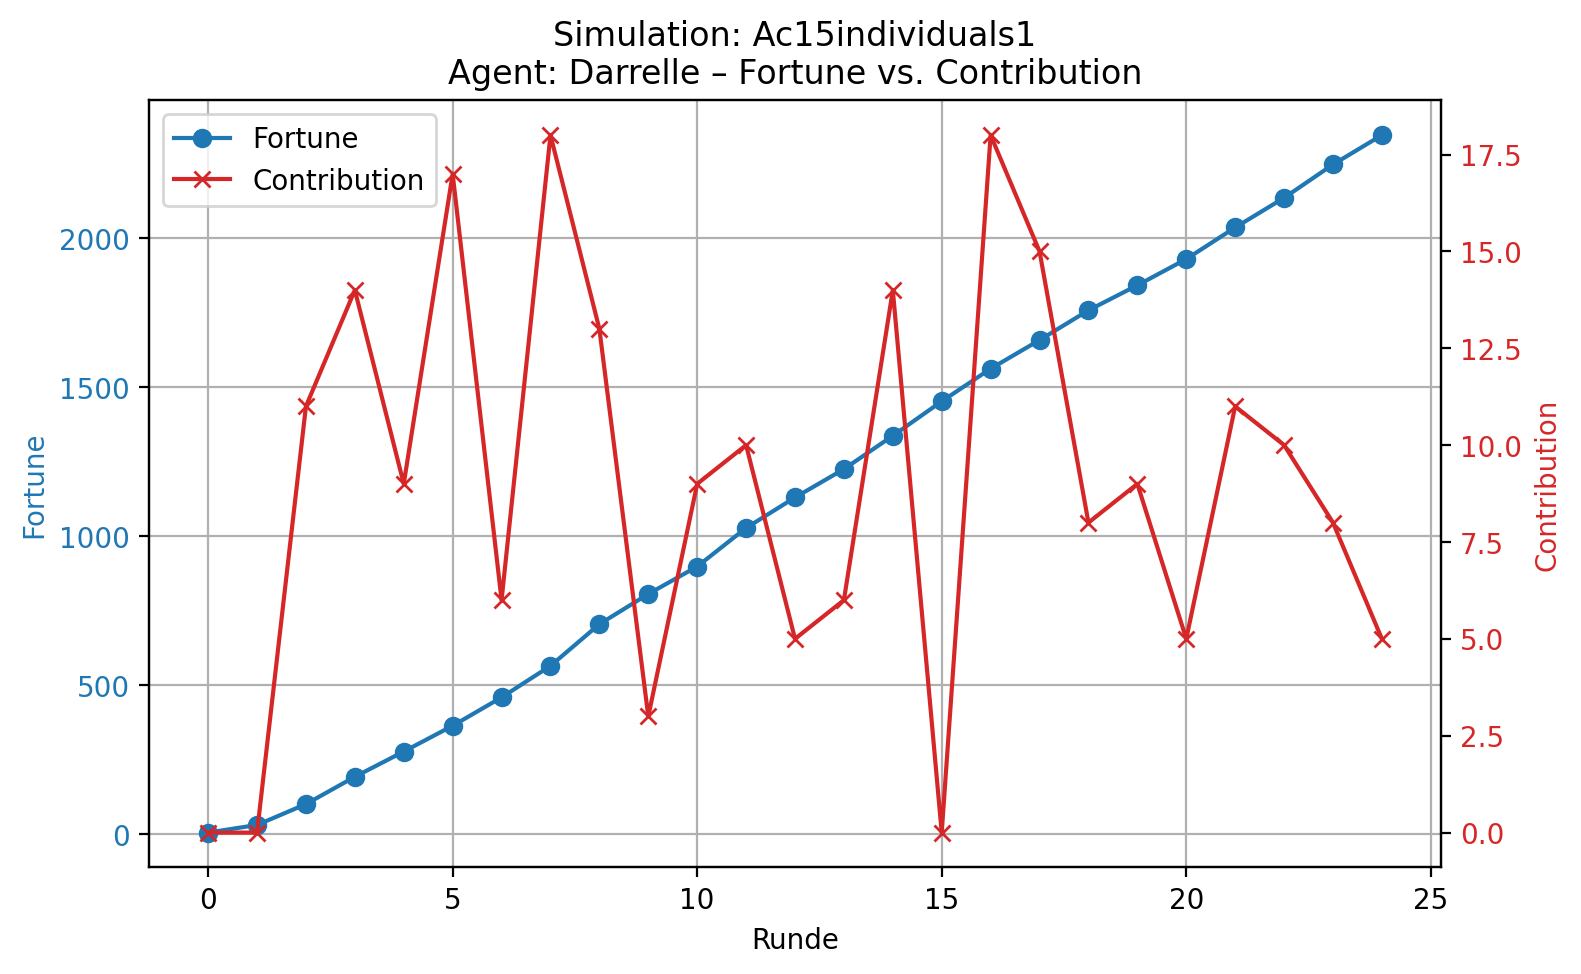 Simulation: Ac15individuals1
Agent: Darrelle – Fortune vs. Contribution
Fortune
Contribution
2000
1500
1000
500
0
Fortune
17.5
15.0
12.5
10.0
7.5
5.0
2.5
0.0
Contribution
0 5 10 15 20 25
Runde